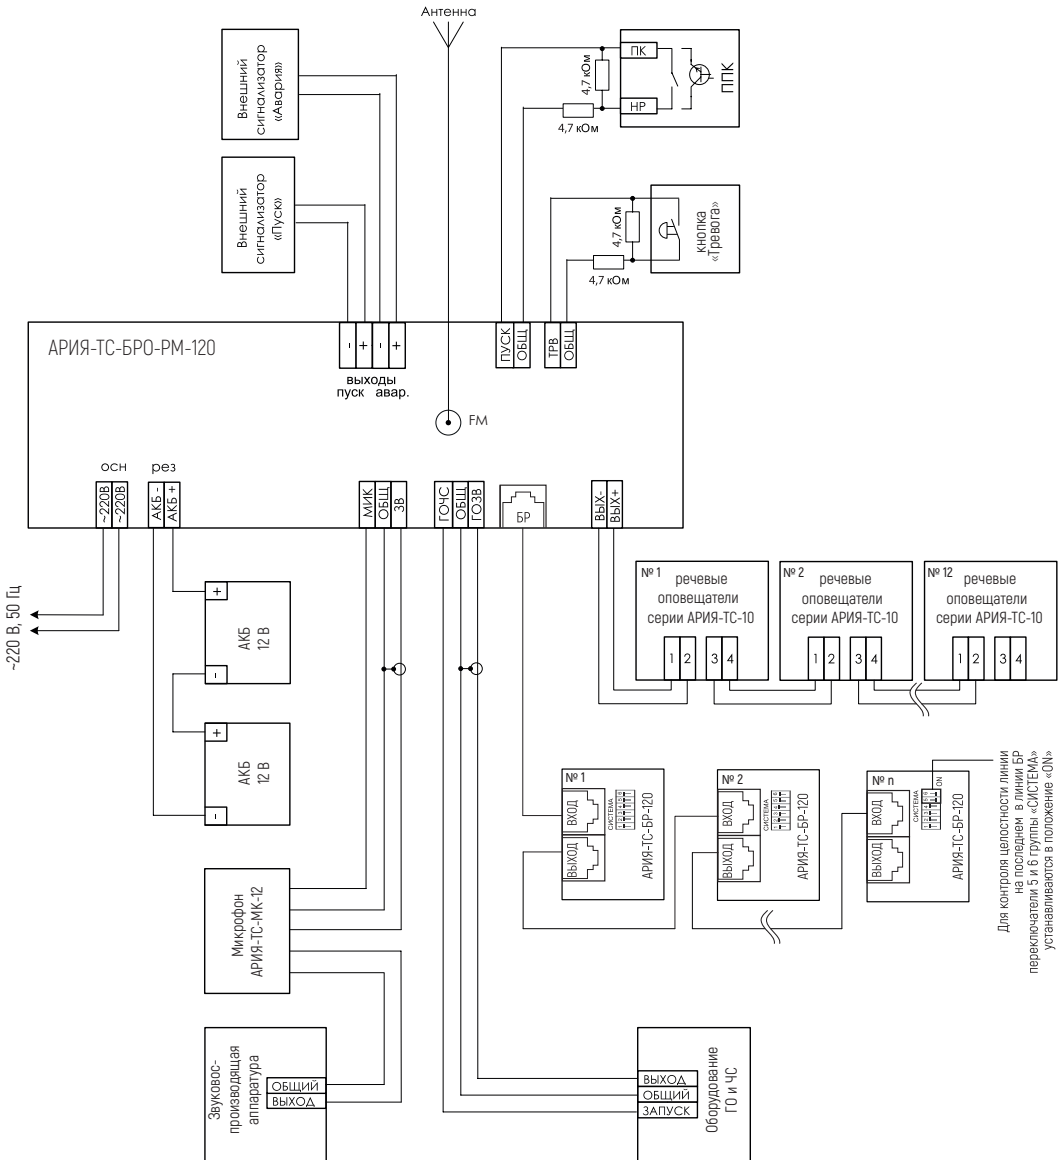 Антенна
Внешний
сигнализатор
«Авария»
Внешний
сигнализатор
«Пуск»
ПК
НР
ППК
4,7 кОм
4,7 кОм
кнопка
«Тревога»
4,7 кОм
4,7 кОм
АРИЯ-ТС-БРО-РМ-120
-
+
-
+
выходы
пуск авар.
ПУСК
ОБЩ
ТРВ
ОБЩ
FM
осн
рез
~220В
~220В
АКБ -
АКБ +
МИК
ОБЩ
ЗВ
ГОЧС
ОБЩ
ГОЗВ
БР
ВЫХ-
ВЫХ+
~220 В, 50 Гц
+
АКБ
12 В
-
+
АКБ
12 В
-
№ 1
речевые
оповещатели
серии АРИЯ-ТС-10
1 2 3 4
№ 2
речевые
оповещатели
серии АРИЯ-ТС-10
1 2 3 4
№ 12
речевые
оповещатели
серии АРИЯ-ТС-10
1 2 3 4
№ 1
ВХОД
ВЫХОД
СИСТЕМА
АРИЯ-ТС-БР-120
№ 2
ВХОД
ВЫХОД
СИСТЕМА
АРИЯ-ТС-БР-120
№ n
ВХОД
ВЫХОД
СИСТЕМА
ON
АРИЯ-ТС-БР-120
Для контроля целостности линии
на последнем в линии БР
переключатели 5 и 6 группы «СИСТЕМА»
устанавливаются в положение «ON»
Микрофон
АРИЯ-ТС-МК-12
Звуковос-
производящая
аппаратура
ОБЩИЙ
ВЫХОД
ВЫХОД
ОБЩИЙ
ЗАПУСК
Оборудование
ГО и ЧС